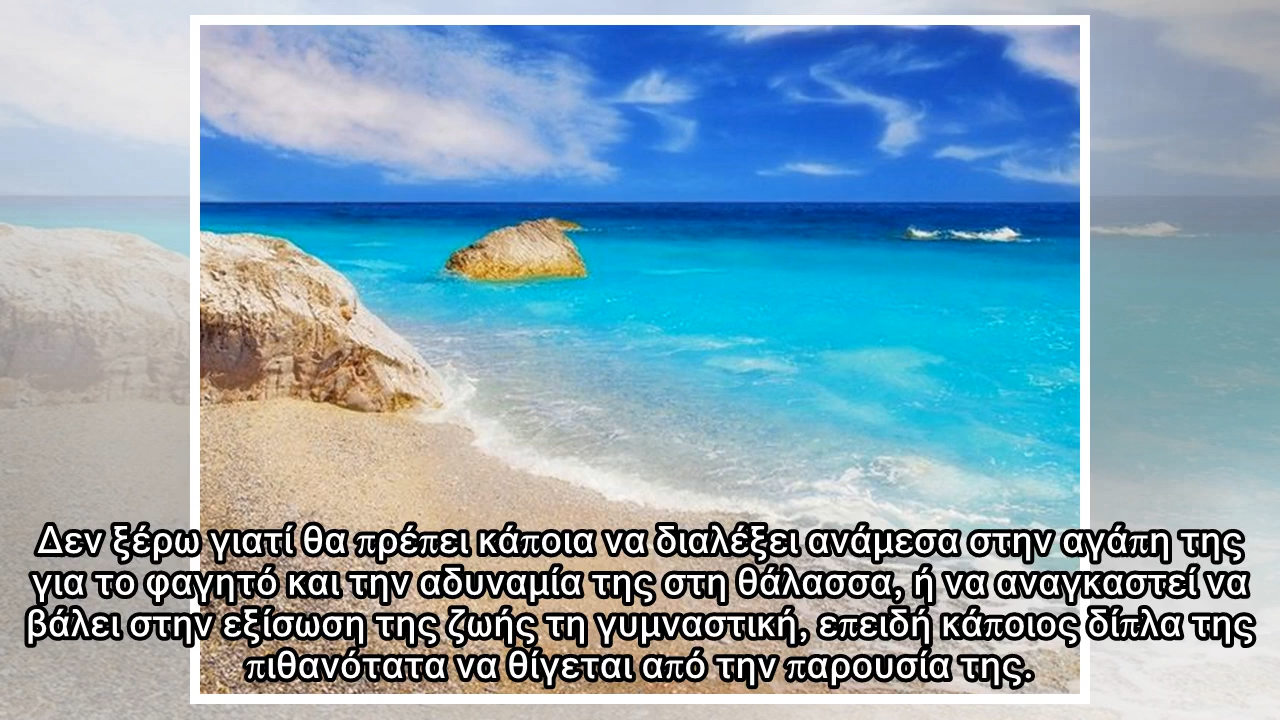 Δεν ξέρω γιατί θα πρέπει κάποια να διαλέξει ανάμεσα στην αγάπη της
για το φαγητό και την αδυναμία της στη θάλασσα, ή να αναγκαστεί να
βάλει στην εξίσωση της ζωής τη γυμναστική, επειδή κάποιος δίπλα της
πιθανότατα να θίγεται από την παρουσία της.